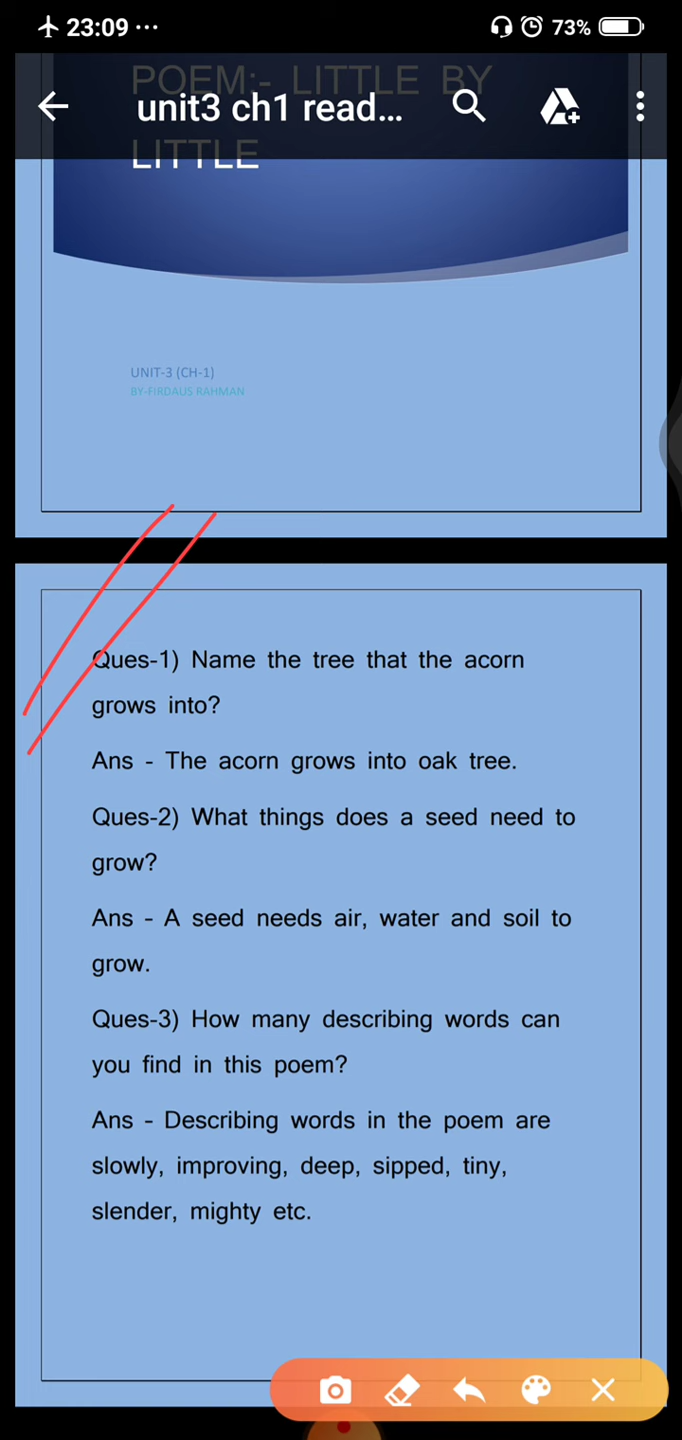 23:09 ...
73%
POEM:- LITTLE BY
unit3 ch1 read...
LITTLE
UNIT-3 (CH-1)
BY-FIRDAUS RAHMAN
Ques-1) Name the tree that the acorn
grows into?
Ans - The acorn grows into oak tree.
Ques-2) What things does a seed need to
grow?
Ans - A seed needs air, water and soil to
grow.
Ques-3) How many describing words can
you find in this poem?
Ans - Describing words in the poem are
slowly, improving, deep, sipped, tiny,
slender, mighty etc.